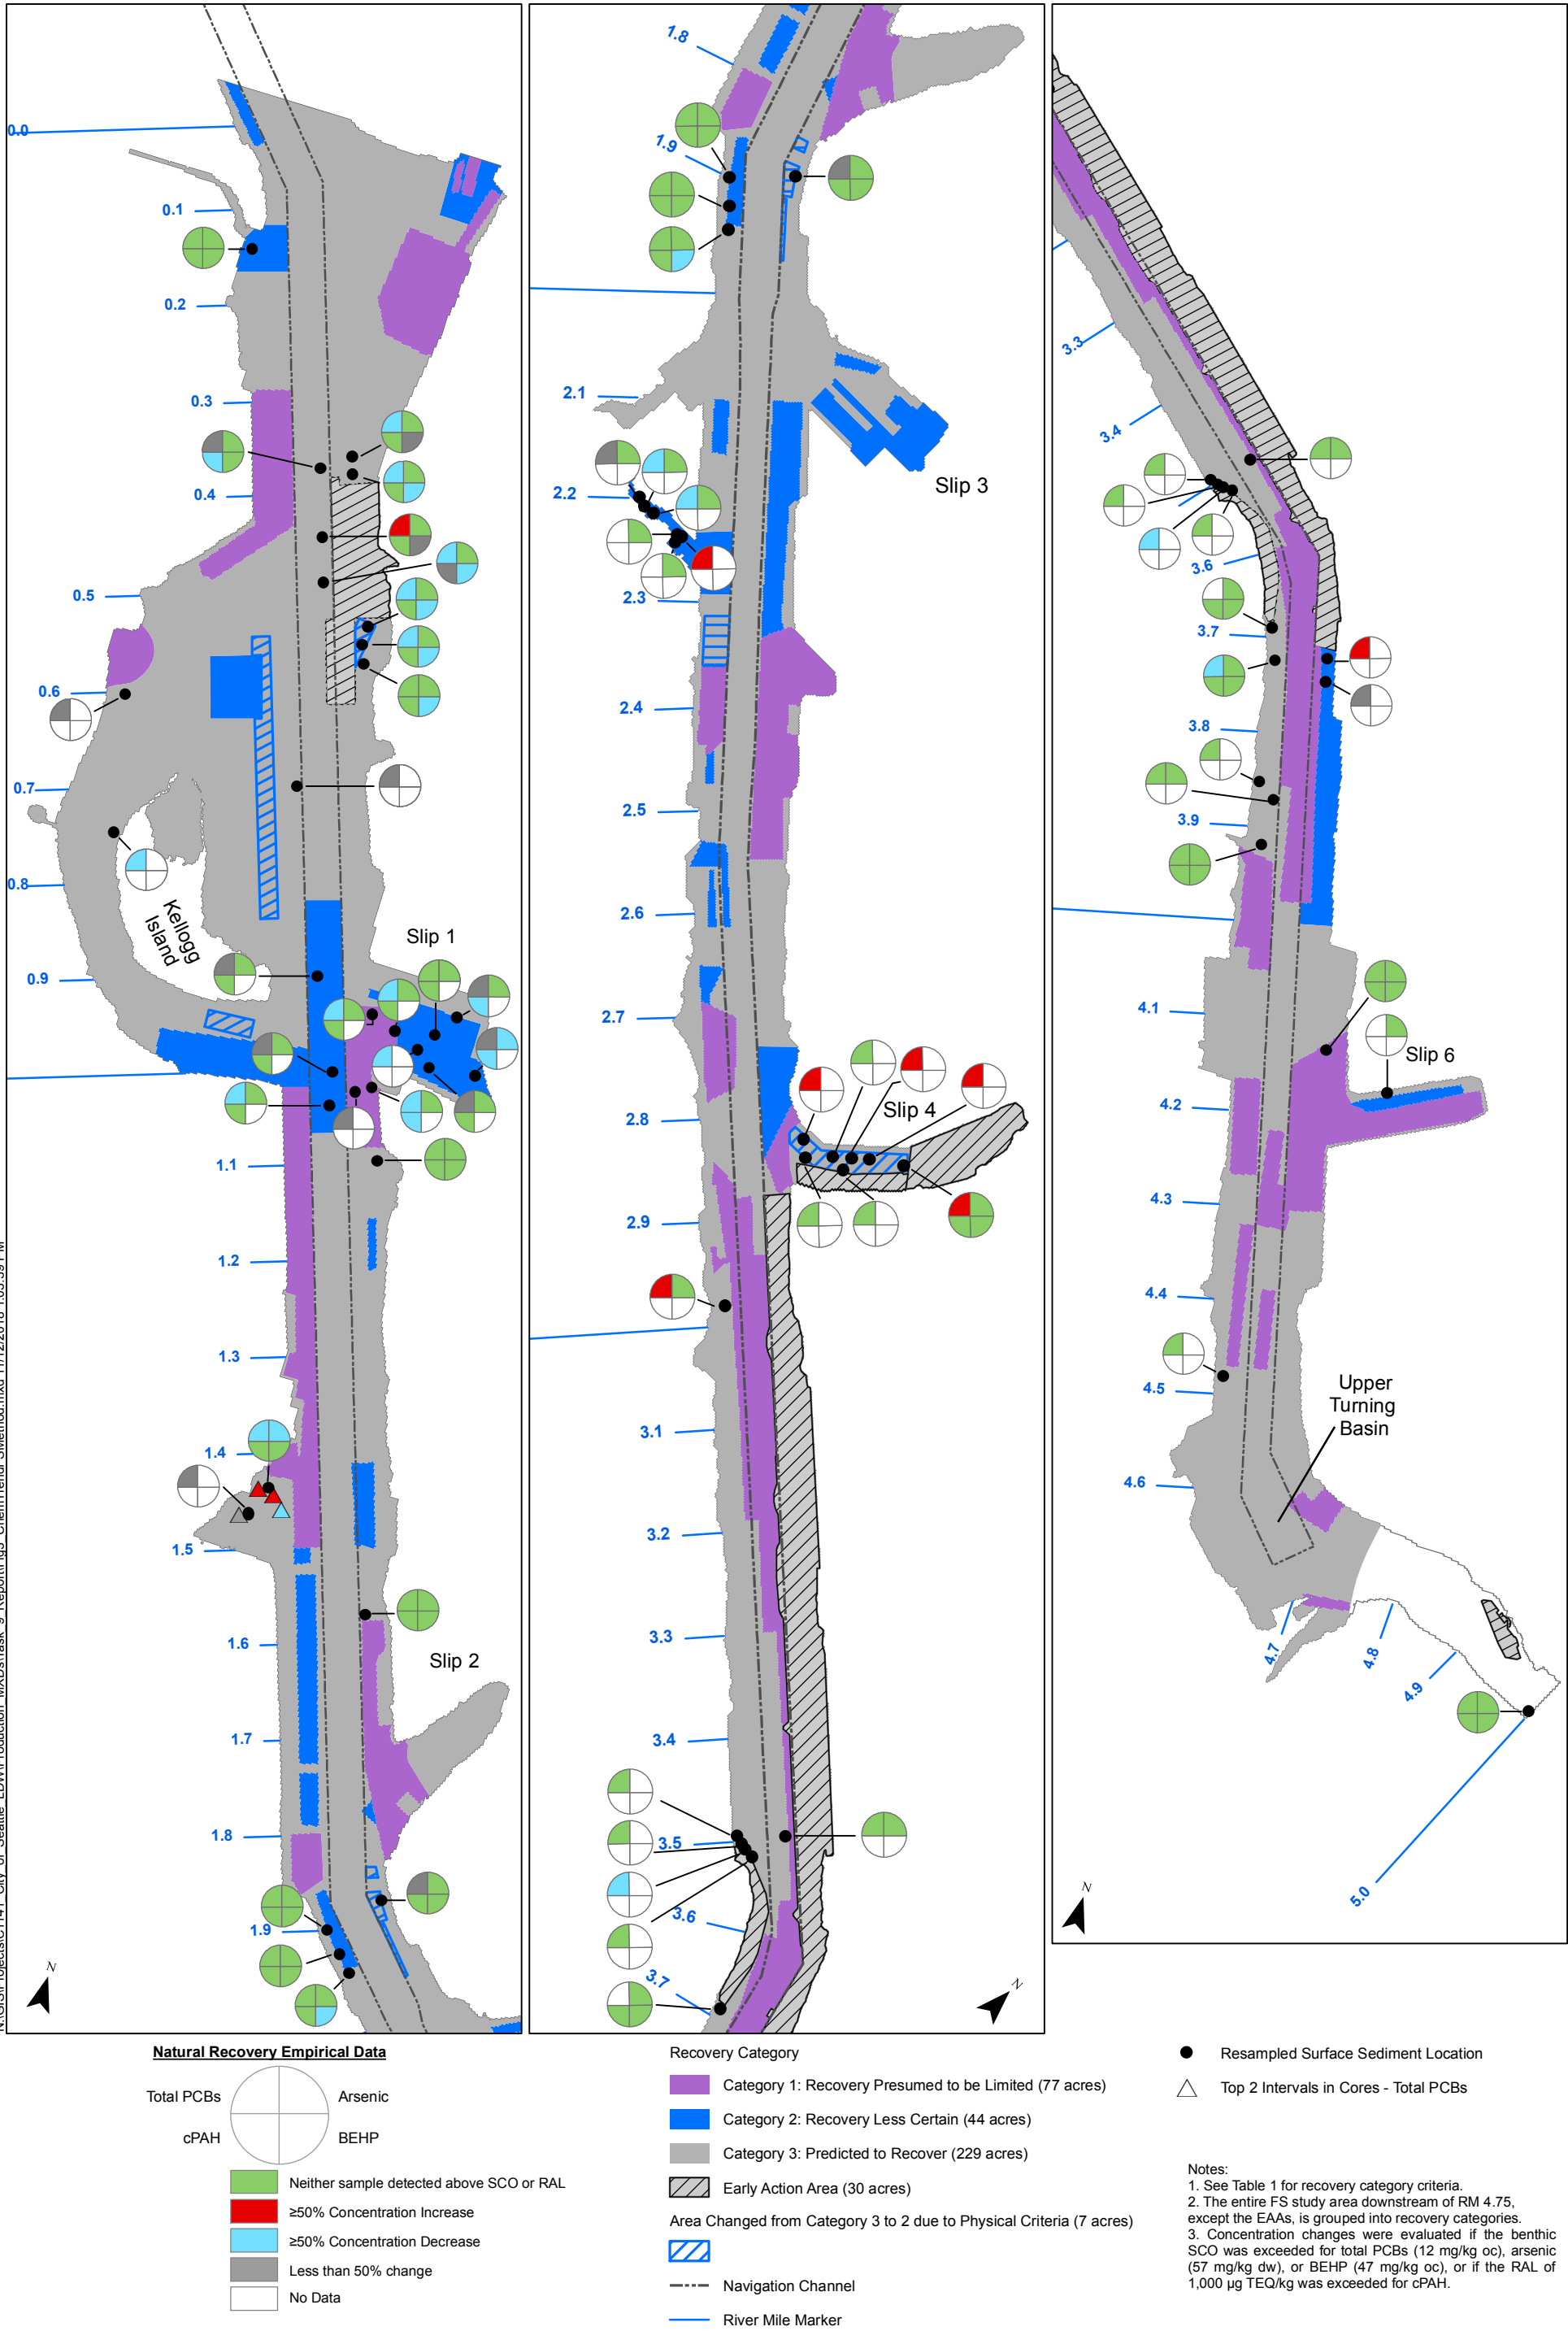 0.0
0.1
0.2
0.3
0.4
0.5
0.6
0.7
0.8
Kellogg
Island
Slip 1
0.9
1.1
1.2
1.3
1.4
1.5
1.6
Slip 2
1.7
1.8
1.9
N
1.8
1.9
2.1
Slip 3
2.2
2.3
2.4
2.5
2.6
2.7
2.8
Slip 4
2.9
3.1
3.2
3.3
3.4
3.5
3.6
3.7
N
3.3
3.4
3.6
3.7
3.8
3.9
4.1
Slip 6
4.2
4.3
4.4
4.5
Upper
Turning
Basin
4.6
4.7
4.8
4.9
5.0
N
Natural Recovery Empirical Data
Total PCBs
Arsenic
cPAH
BEHP
Neither sample detected above SCO or RAL
≥50% Concentration Increase
≥50% Concentration Decrease
Less than 50% change
No Data
Recovery Category
Category 1: Recovery Presumed to be Limited (77 acres)
Category 2: Recovery Less Certain (44 acres)
Category 3: Predicted to Recover (229 acres)
Early Action Area (30 acres)
Area Changed from Category 3 to 2 due to Physical Criteria (7 acres)
Navigation Channel
River Mile Marker
Resampled Surface Sediment Location
Top 2 Intervals in Cores - Total PCBs
Notes:
1. See Table 1 for recovery category criteria.
2. The entire FS study area downstream of RM 4.75,
except the EAAs, is grouped into recovery categories.
3. Concentration changes were evaluated if the benthic
SCO was exceeded for total PCBs (12 mg/kg oc), arsenic
(57 mg/kg dw), or BEHP (47 mg/kg oc), or if the RAL of
1,000 µg TEQ/kg was exceeded for cPAH.